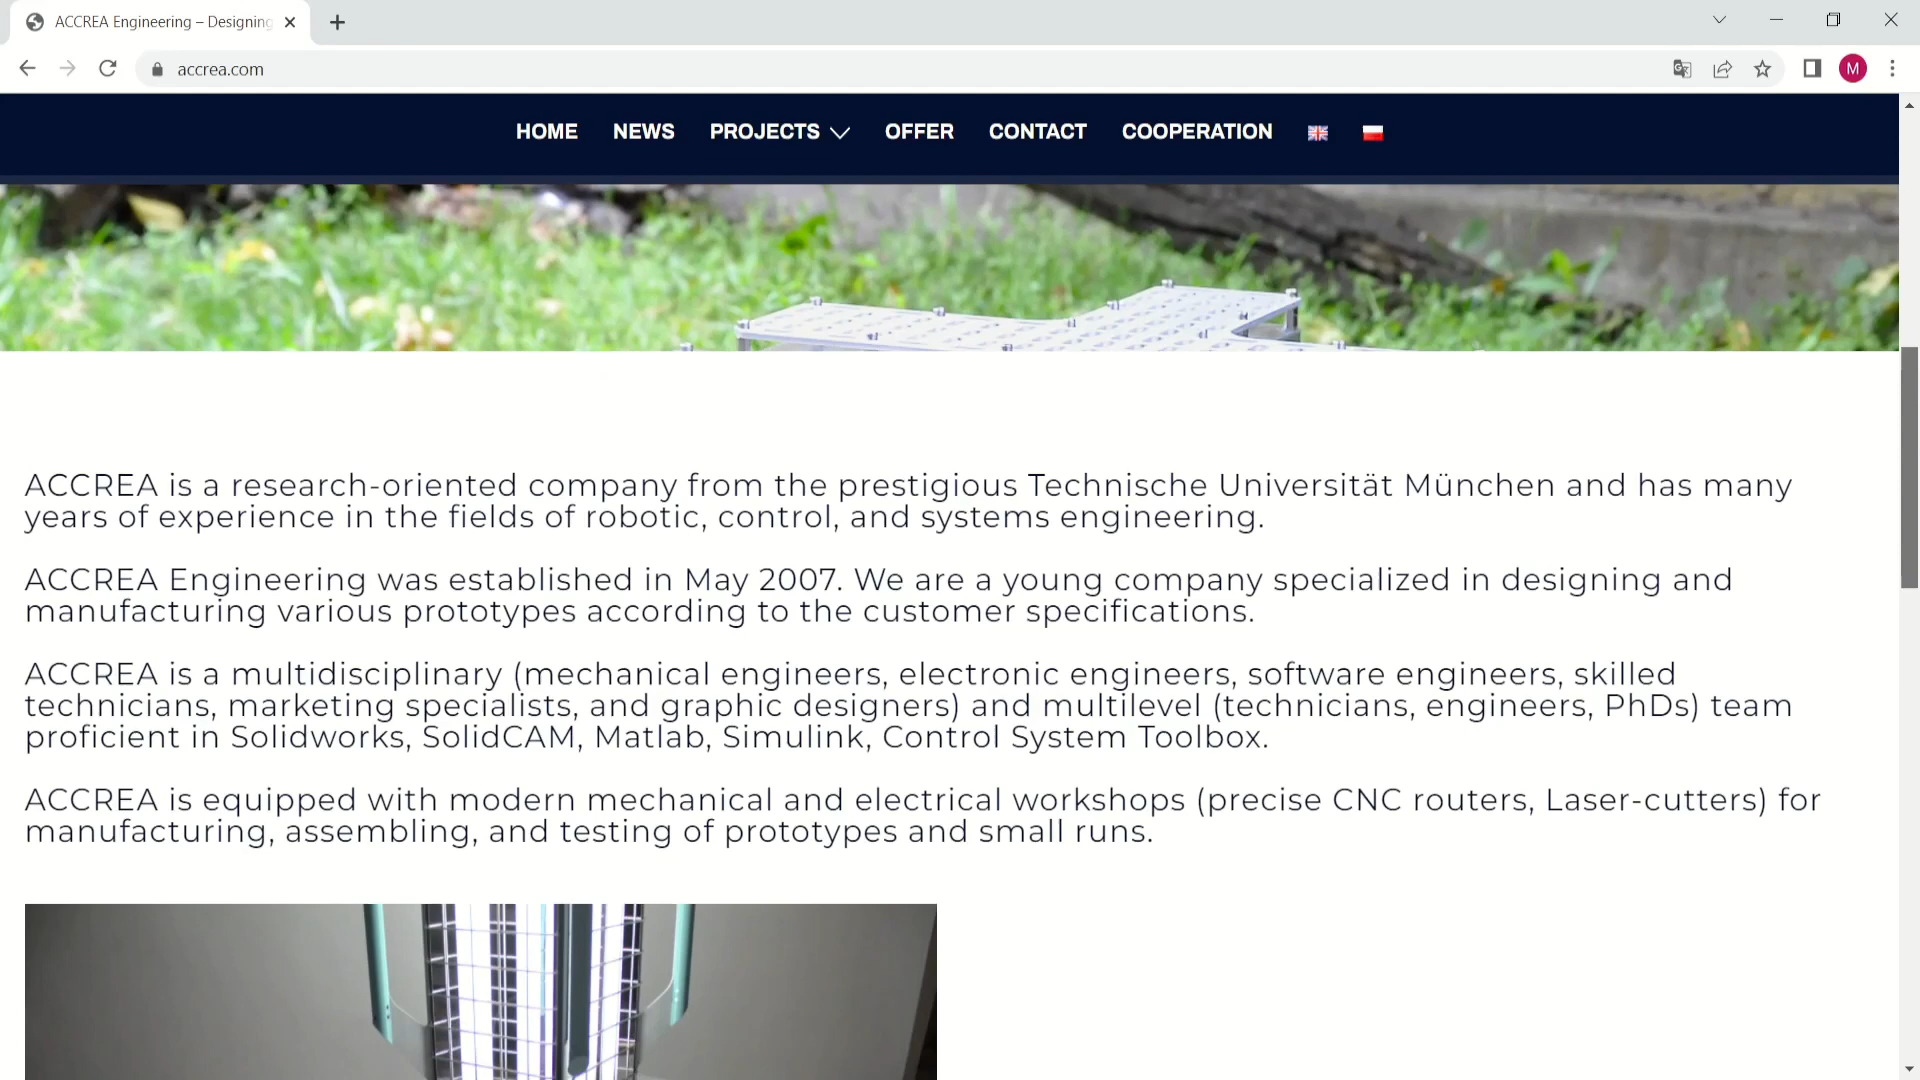 ACCREA Engineering – Designing
accrea.com
M
HOME NEWS PROJECTS OFFER CONTACT COOPERATION
ACCREA is a research-oriented company from the prestigious Technische Universität München and has many
years of experience in the fields of robotic, control, and systems engineering.
ACCREA Engineering was established in May 2007. We are a young company specialized in designing and
manufacturing various prototypes according to the customer specifications.
ACCREA is a multidisciplinary (mechanical engineers, electronic engineers, software engineers, skilled
technicians, marketing specialists, and graphic designers) and multilevel (technicians, engineers, PhDs) team
proficient in Solidworks, SolidCAM, Matlab, Simulink, Control System Toolbox.
ACCREA is equipped with modern mechanical and electrical workshops (precise CNC routers, Laser-cutters) for
manufacturing, assembling, and testing of prototypes and small runs.